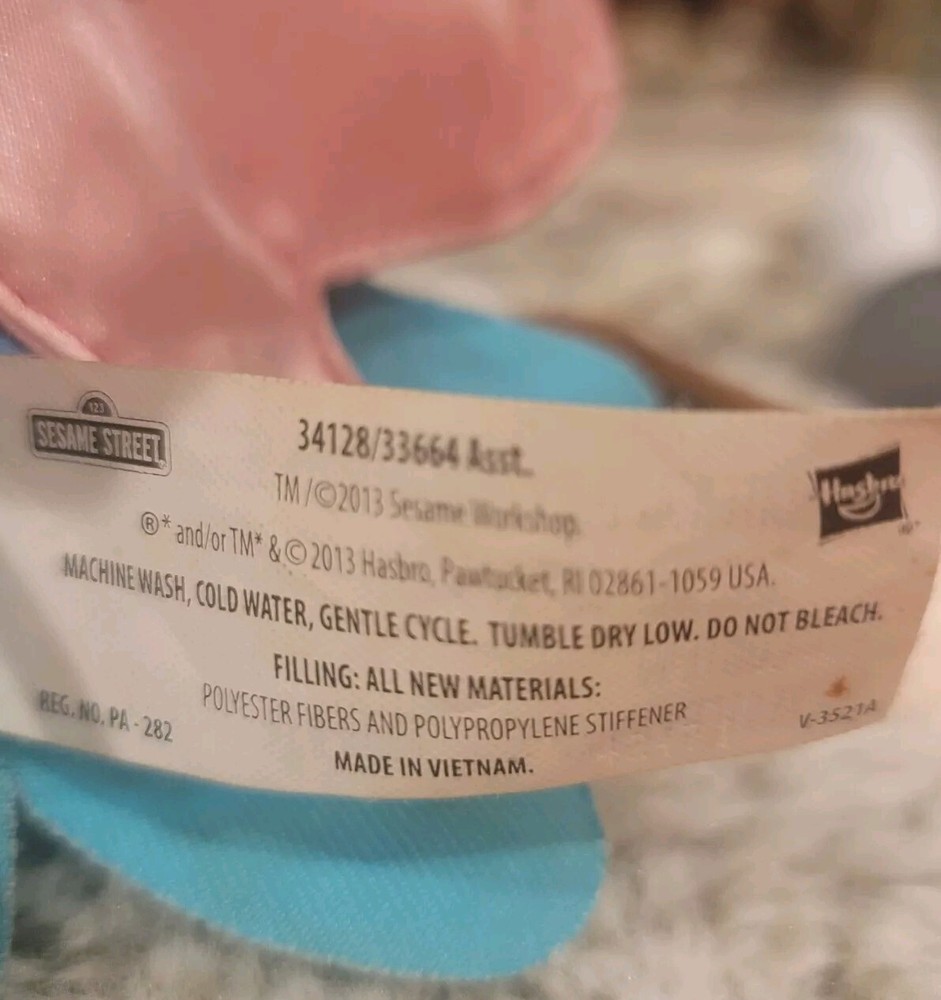 123
SESAME STREET
34128/33664 Asst.
TM/©2013 Sesame Workshop.
®* and/or TM* & © 2013 Hasbro, Pawtucket, RI 02861-1059 USA.
Hasbro
MACHINE WASH, COLD WATER, GENTLE CYCLE. TUMBLE DRY LOW. DO NOT BLEACH.
FILLING: ALL NEW MATERIALS:
POLYESTER FIBERS AND POLYPROPYLENE STIFFENER
REG. NO. PA - 282
V-3521A
MADE IN VIETNAM.